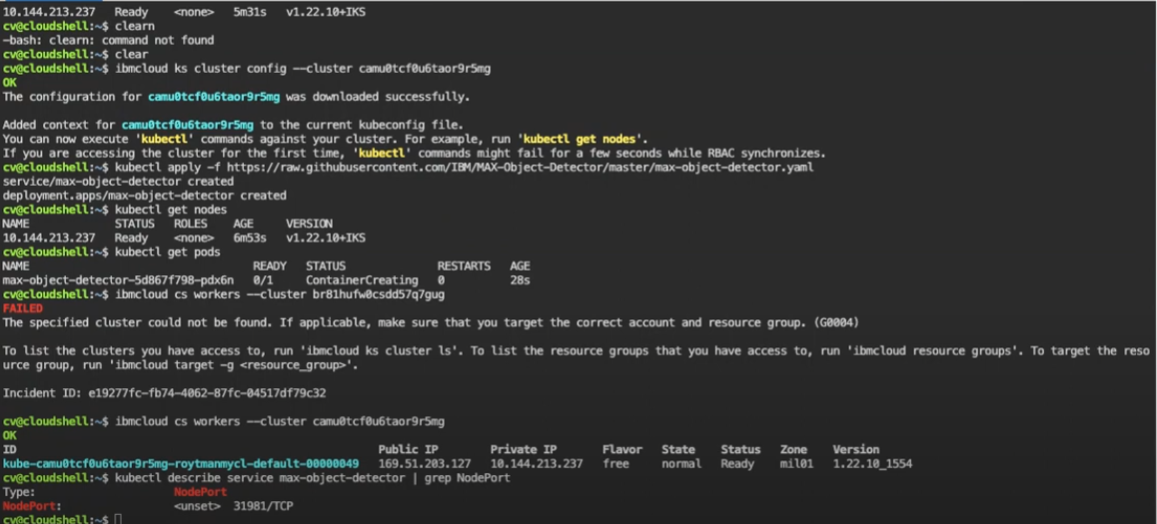 10.144.213.237   Ready    <none>   5m31s   v1.22.10+IKS
cv@cloudshell:~$ clearn
-bash: clearn: command not found
cv@cloudshell:~$ clear
cv@cloudshell:~$ ibmcloud ks cluster config --cluster camu0tcf0u6taor9r5mg
OK
The configuration for camu0tcf0u6taor9r5mg was downloaded successfully.
Added context for camu0tcf0u6taor9r5mg to the current kubeconfig file.
You can now execute 'kubectl' commands against your cluster. For example, run 'kubectl get nodes'.
If you are accessing the cluster for the first time, 'kubectl' commands might fail for a few seconds while RBAC synchronizes.
cv@cloudshell:~$ kubectl apply -f https://raw.githubusercontent.com/IBM/MAX-Object-Detector/master/max-object-detector.yaml
service/max-object-detector created
deployment.apps/max-object-detector created
cv@cloudshell:~$ kubectl get nodes
NAME             STATUS   ROLES    AGE     VERSION
10.144.213.237   Ready    <none>   6m53s   v1.22.10+IKS
cv@cloudshell:~$ kubectl get pods
NAME                                   READY   STATUS              RESTARTS   AGE
max-object-detector-5d867f798-pdx6n   0/1     ContainerCreating   0          28s
cv@cloudshell:~$ ibmcloud cs workers --cluster br81hufw0csdd57q7gug
FAILED
The specified cluster could not be found. If applicable, make sure that you target the correct account and resource group. (G0004)
To list the clusters you have access to, run 'ibmcloud ks cluster ls'. To list the resource groups that you have access to, run 'ibmcloud resource groups'. To target the reso
urce group, run 'ibmcloud target -g <resource_group>'.
Incident ID: e19277fc-fb74-4062-87fc-04517df79c32
cv@cloudshell:~$ ibmcloud cs workers --cluster camu0tcf0u6taor9r5mg
OK
ID                                                       Public IP        Private IP       Flavor   State    Status   Zone    Version
kube-camu0tcf0u6taor9r5mg-roytmanmycl-default-00000049   169.51.203.127   10.144.213.237   free     normal   Ready    mil01   1.22.10_1554
cv@cloudshell:~$ kubectl describe service max-object-detector | grep NodePort
Type:                     NodePort
NodePort:                 <unset>  31981/TCP
cv@cloudshell:~$